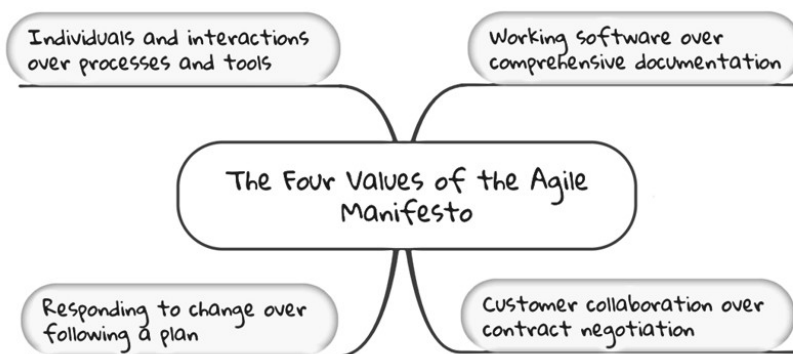 Individuals and interactions
over processes and tools
Working software over
comprehensive documentation
The Four Values of the Agile
Manifesto
Responding to change over
following a plan
Customer collaboration over
contract negotiation